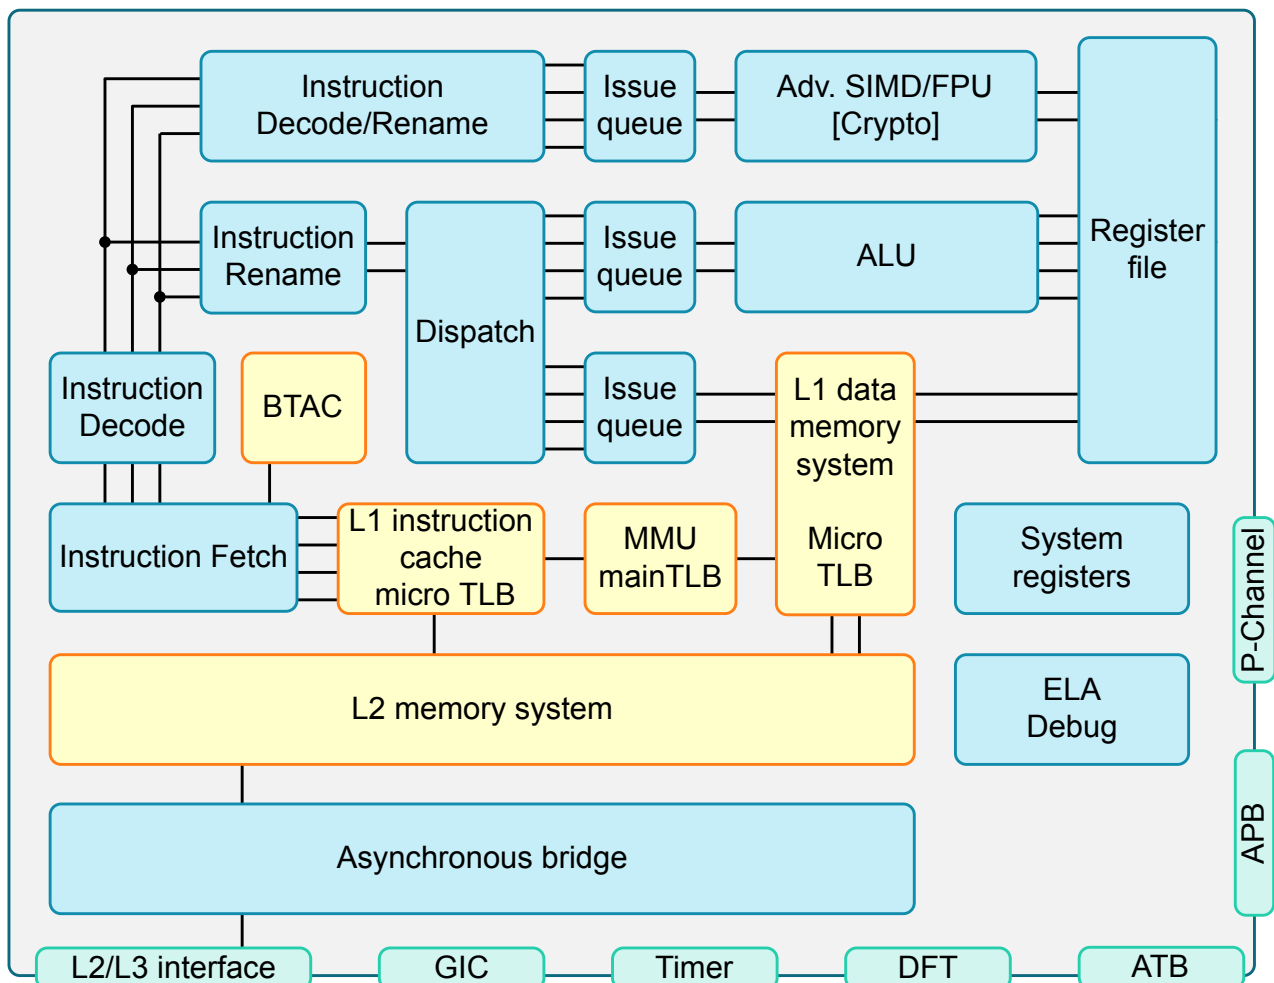 Instruction
Decode/Rename
Issue
queue
Adv. SIMD/FPU
[Crypto]
Register
file
Instruction
Rename
Dispatch
Issue
queue
ALU
Instruction
Decode
BTAC
Issue
queue
L1 data
memory
system
Micro
TLB
Instruction Fetch
L1 instruction
cache
micro TLB
MMU
mainTLB
System
registers
P-Channel
L2 memory system
ELA
Debug
APB
Asynchronous bridge
L2/L3 interface
GIC
Timer
DFT
ATB